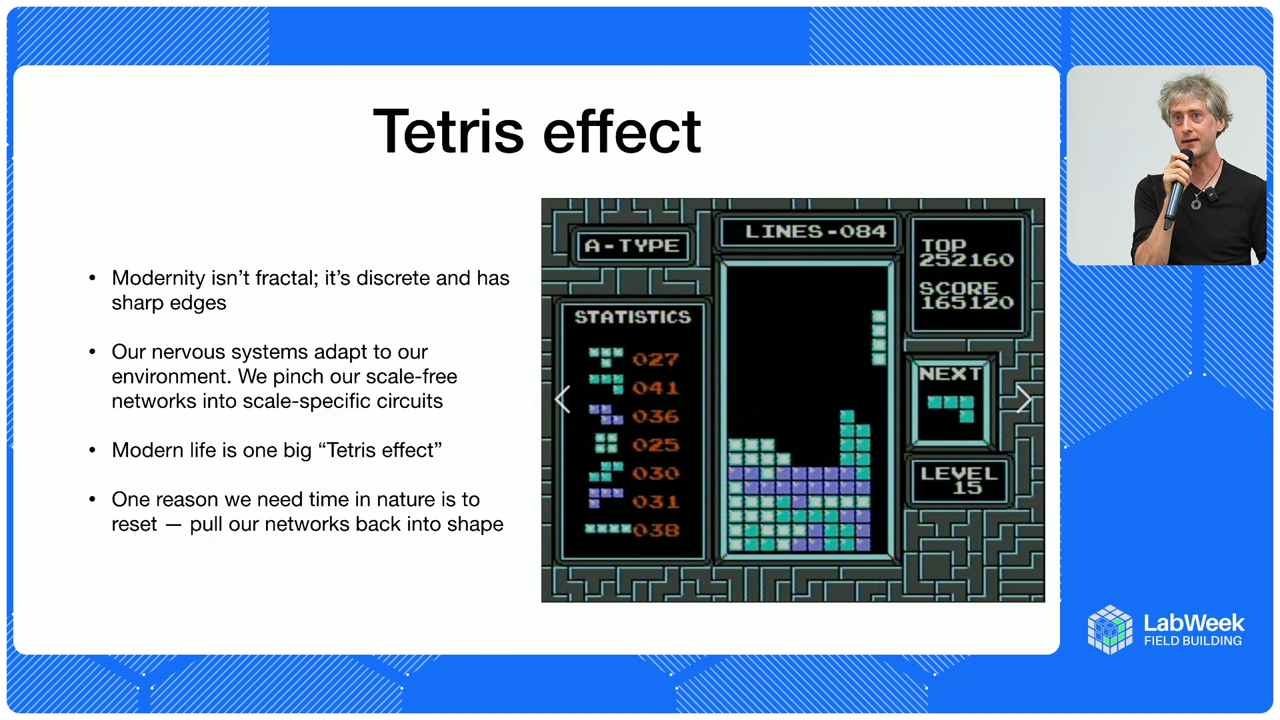 Tetris effect
• Modernity isn’t fractal; it’s discrete and has
sharp edges
• Our nervous systems adapt to our
environment. We pinch our scale-free
networks into scale-specific circuits
• Modern life is one big “Tetris effect”
• One reason we need time in nature is to
reset — pull our networks back into shape
A-TYPE
STATISTICS
027
041
036
025
030
031
038
LINES-084
TOP
252160
SCORE
165120
NEXT
LEVEL
15
LabWeek
FIELD BUILDING